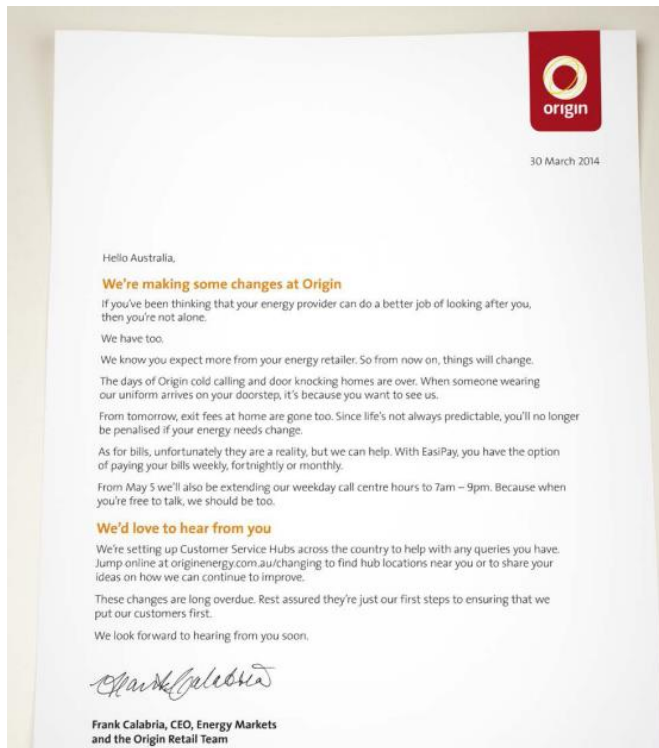 origin
30 March 2014
Hello Australia,
We're making some changes at Origin
If you've been thinking that your energy provider can do a better job of looking after you,
then you're not alone.
We have too.
We know you expect more from your energy retailer. So from now on, things will change.
The days of Origin cold calling and door knocking homes are over. When someone wearing
our uniform arrives on your doorstep, it's because you want to see us.
From tomorrow, exit fees at home are gone too. Since life's not always predictable, you'll no longer
be penalised if your energy needs change.
As for bills, unfortunately they are a reality, but we can help. With EasiPay, you have the option
of paying your bills weekly, fortnightly or monthly.
From May 5 we'll also be extending our weekday call centre hours to 7am – 9pm. Because when
you're free to talk, we should be too.
We'd love to hear from you
We're setting up Customer Service Hubs across the country to help with any queries you have.
Jump online at originenergy.com.au/changing to find hub locations near you or to share your
ideas on how we can continue to improve.
These changes are long overdue. Rest assured they're just our first steps to ensuring that we
put our customers first.
We look forward to hearing from you soon.
Frank Calabria
Frank Calabria, CEO, Energy Markets
and the Origin Retail Team